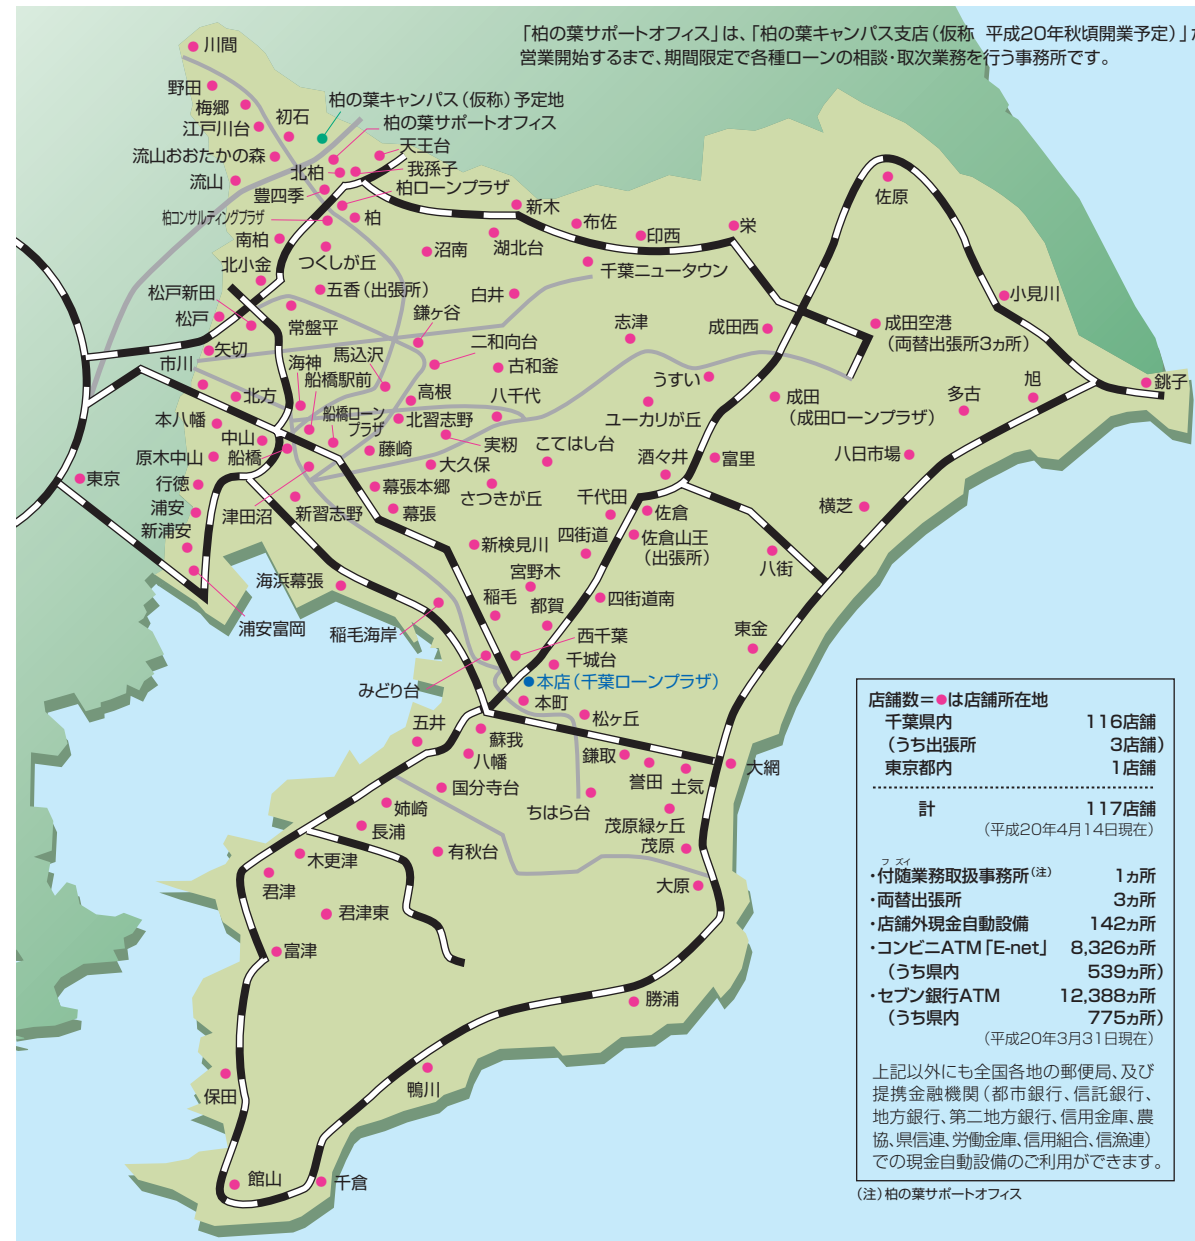 「柏の葉サポートオフィス」は、「柏の葉キャンパス支店(仮称 平成20年秋頃開業予定)」が
営業開始するまで、期間限定で各種ローンの相談・取次業務を行う事務所です。
川間
野田
梅郷
江戸川台
初石
柏の葉キャンパス(仮称)予定地
柏の葉サポートオフィス
流山おおたかの森
天王台
北柏
我孫子
流山
豊四季
柏ローンプラザ
柏コンサルティングプラザ
柏
新木
布佐
栄
佐原
南柏
つくしが丘
沼南
湖北台
印西
北小金
千葉ニュータウン
松戸新田
五香(出張所)
白井
小見川
松戸
常盤平
鎌ヶ谷
志津
成田西
成田空港
(両替出張所3ヵ所)
矢切
市川
海神
馬込沢
二和向台
船橋駅前
古和釜
うすい
旭
銚子
北方
高根
八千代
ユーカリが丘
成田
(成田ローンプラザ)
多古
本八幡
船橋ローン
プラザ
北習志野
中山
藤崎
実籾
こてはし台
原木中山
船橋
大久保
酒々井
富里
八日市場
東京
行徳
幕張本郷
さつきが丘
千代田
浦安
津田沼
新習志野
幕張
佐倉
横芝
新浦安
新検見川
四街道
佐倉山王
(出張所)
八街
海浜幕張
宮野木
稲毛
都賀
四街道南
浦安富岡
稲毛海岸
西千葉
東金
千城台
みどり台
本店(千葉ローンプラザ)
本町
松ヶ丘
五井
蘇我
八幡
鎌取
誉田
土気
大網
国分寺台
ちはら台
姉崎
茂原緑ヶ丘
長浦
茂原
有秋台
木更津
君津
大原
君津東
富津
勝浦
保田
鴨川
館山
千倉
店舗数=●は店舗所在地
千葉県内 116店舗
(うち出張所 3店舗)
東京都内 1店舗
計 117店舗
(平成20年4月14日現在)
フズイ
・付随業務取扱事務所(注) 1ヵ所
・両替出張所 3ヵ所
・店舗外現金自動設備 142ヵ所
・コンビニATM「E-net」 8,326ヵ所
(うち県内 539ヵ所)
・セブン銀行ATM 12,388ヵ所
(うち県内 775ヵ所)
(平成20年3月31日現在)
上記以外にも全国各地の郵便局、及び
提携金融機関(都市銀行、信託銀行、
地方銀行、第二地方銀行、信用金庫、農
協、県信連、労働金庫、信用組合、信漁連)
での現金自動設備のご利用ができます。
(注)柏の葉サポートオフィス